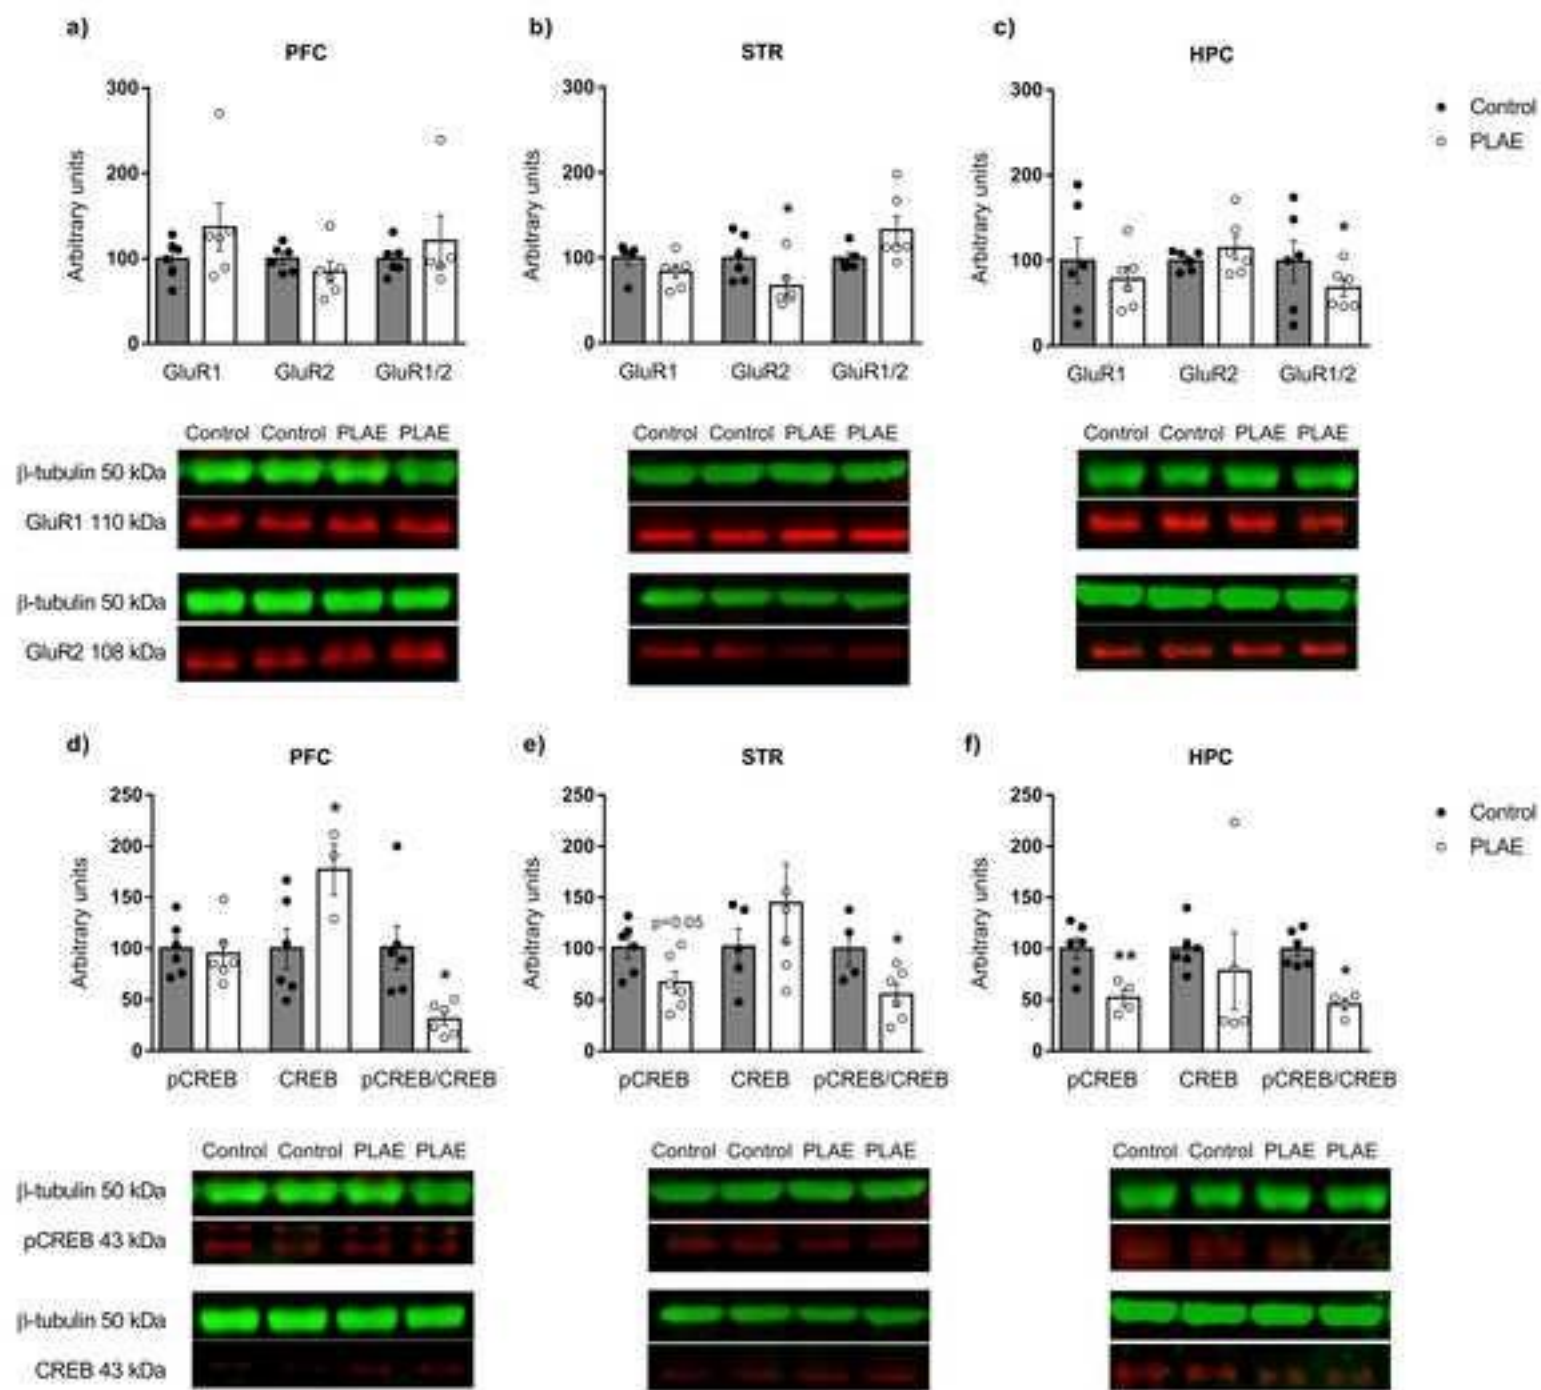 a)
PFC
300
200
100
0
Arbitrary units
GluR1 GluR2 GluR1/2
b)
STR
300
200
100
0
Arbitrary units
GluR1 GluR2 GluR1/2
c)
HPC
300
200
100
0
Arbitrary units
GluR1 GluR2 GluR1/2
Control
PLAE
Control Control PLAE PLAE
Control Control PLAE PLAE
Control Control PLAE PLAE
β-tubulin 50 kDa
GluR1 110 kDa
β-tubulin 50 kDa
GluR2 108 kDa
d)
PFC
250
200
150
100
50
0
Arbitrary units
pCREB CREB pCREB/CREB
e)
STR
250
200
150
100
50
0
Arbitrary units
p=0.05
pCREB CREB pCREB/CREB
f)
HPC
250
200
150
100
50
0
Arbitrary units
pCREB CREB pCREB/CREB
Control
PLAE
Control Control PLAE PLAE
Control Control PLAE PLAE
Control Control PLAE PLAE
β-tubulin 50 kDa
pCREB 43 kDa
β-tubulin 50 kDa
CREB 43 kDa